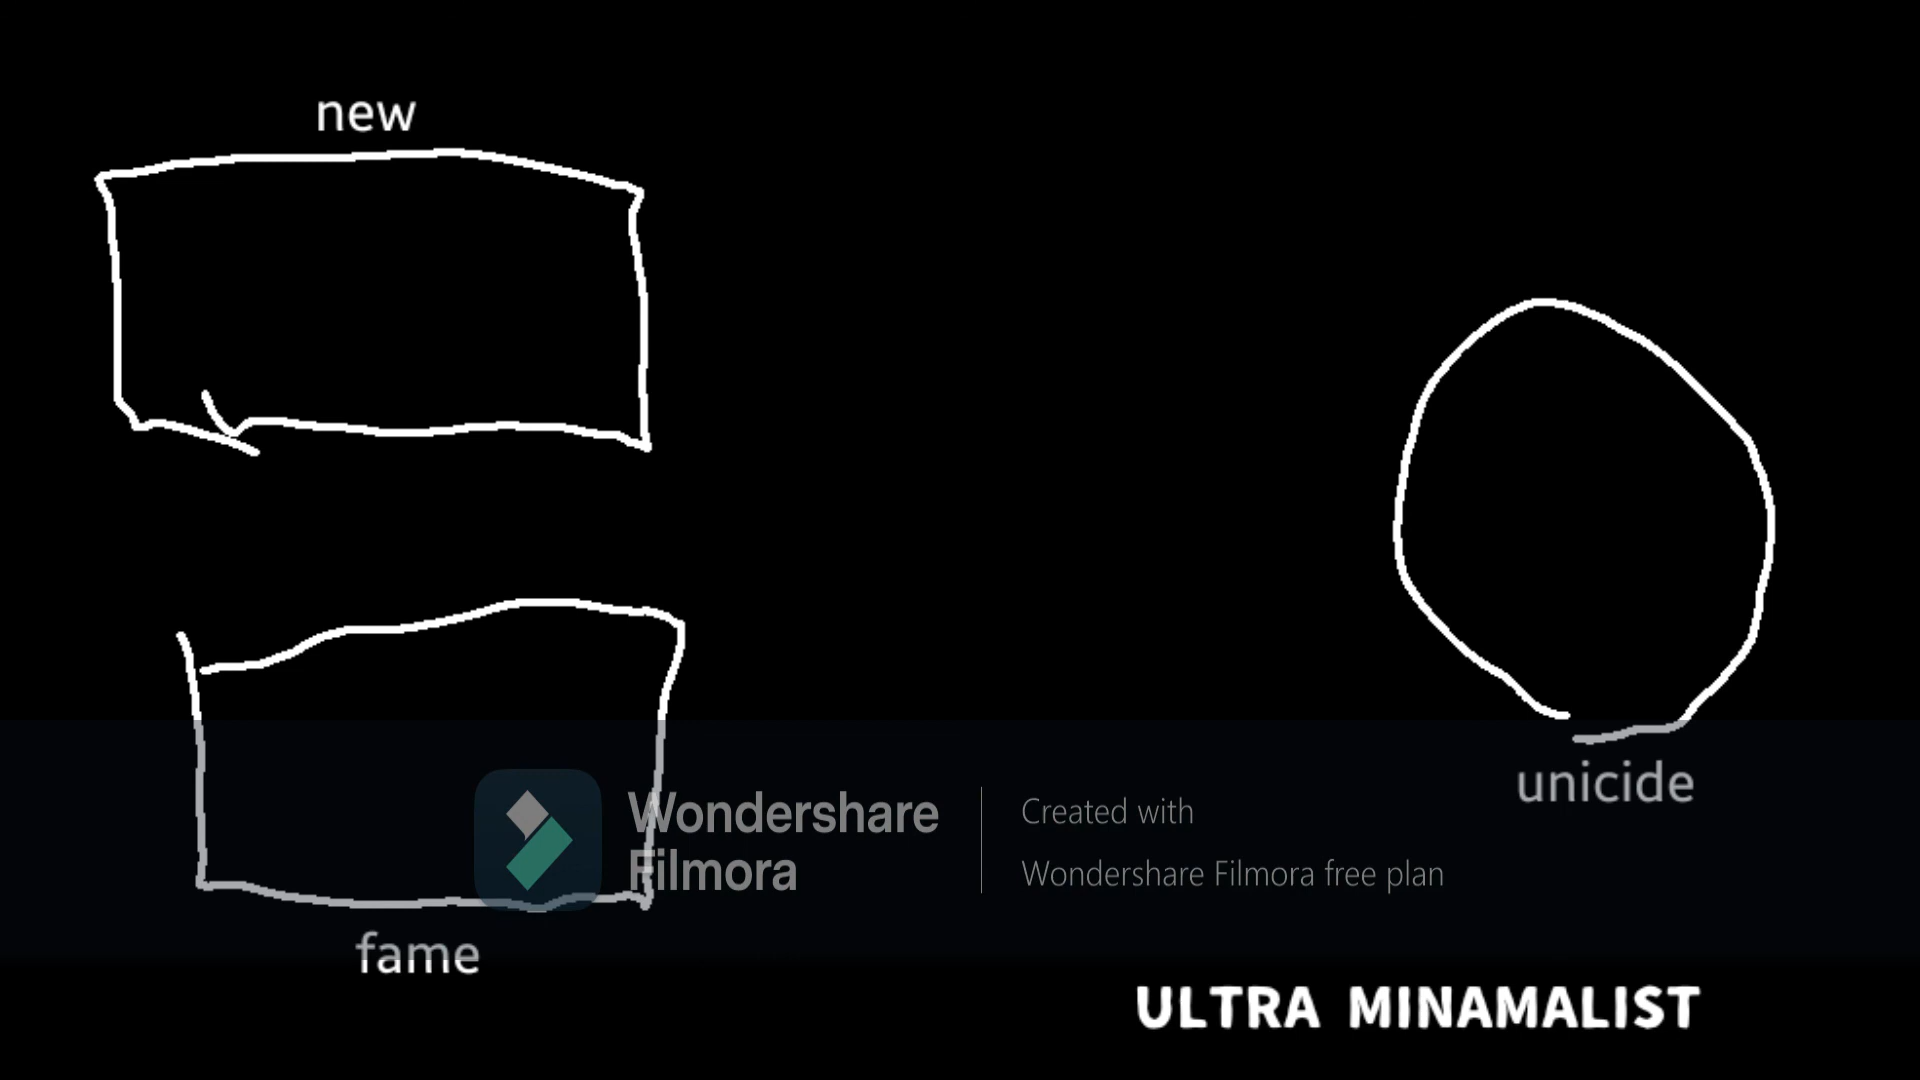 new
unicide
Wondershare
Filmora
Created with
Wondershare Filmora free plan
fame
ULTRA MINAMALIST